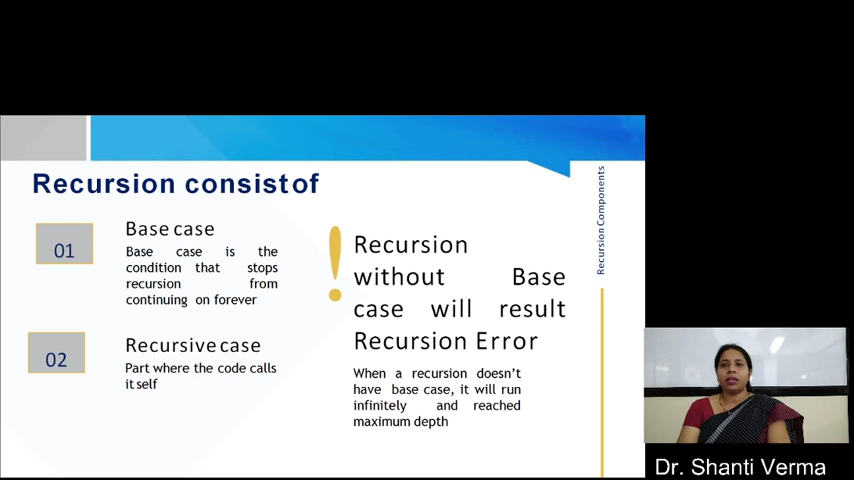 Recursion consist of
01
Base case
Base case is the
condition that stops
recursion from
continuing on forever
02
Recursive case
Part where the code calls
it self
!
Recursion
without Base
case will result
Recursion Error
When a recursion doesn't
have base case, it will run
infinitely and reached
maximum depth
Recursion Components
Dr. Shanti Verma